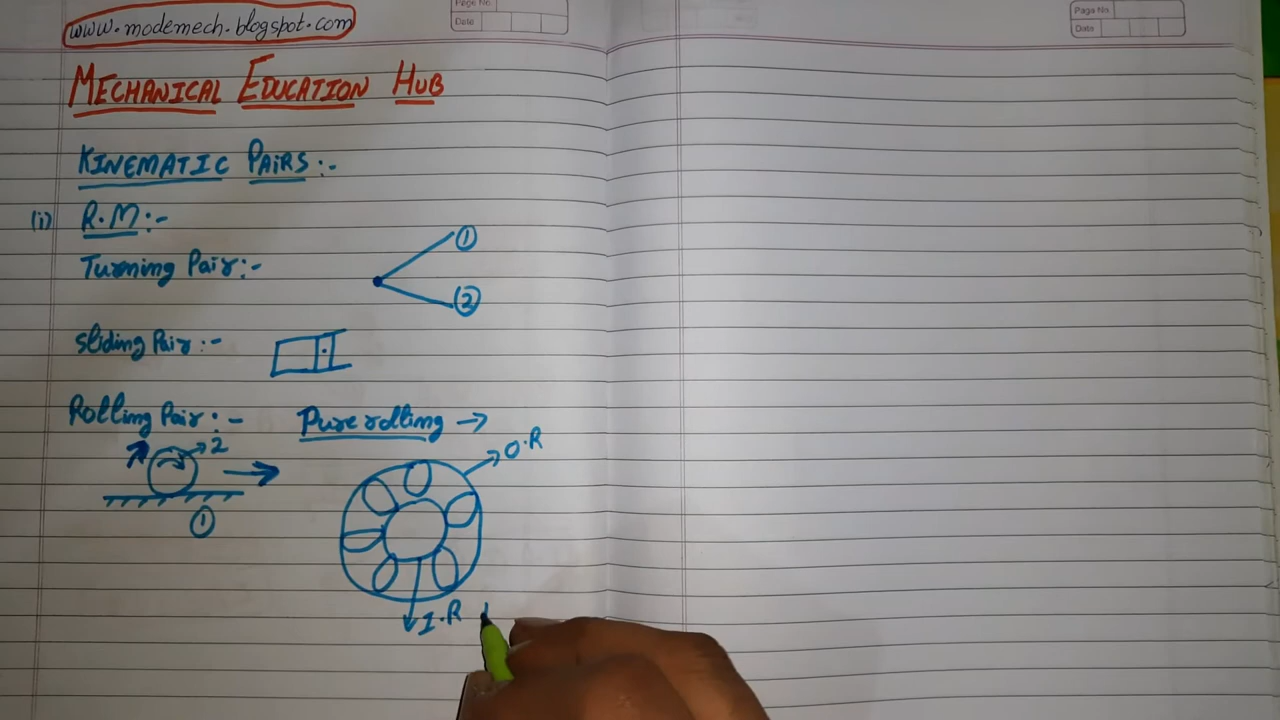 www.modemech.blogspot.com
Page No.
Date
Page No.
Date
MECHANICAL EDUCATION HUB
KINEMATIC PAIRS:-
(i) R.M:-
Turning Pair:-
1
2
Sliding Pair:-
Rolling Pair:- Pure rolling →
2
1
O.R
I.R